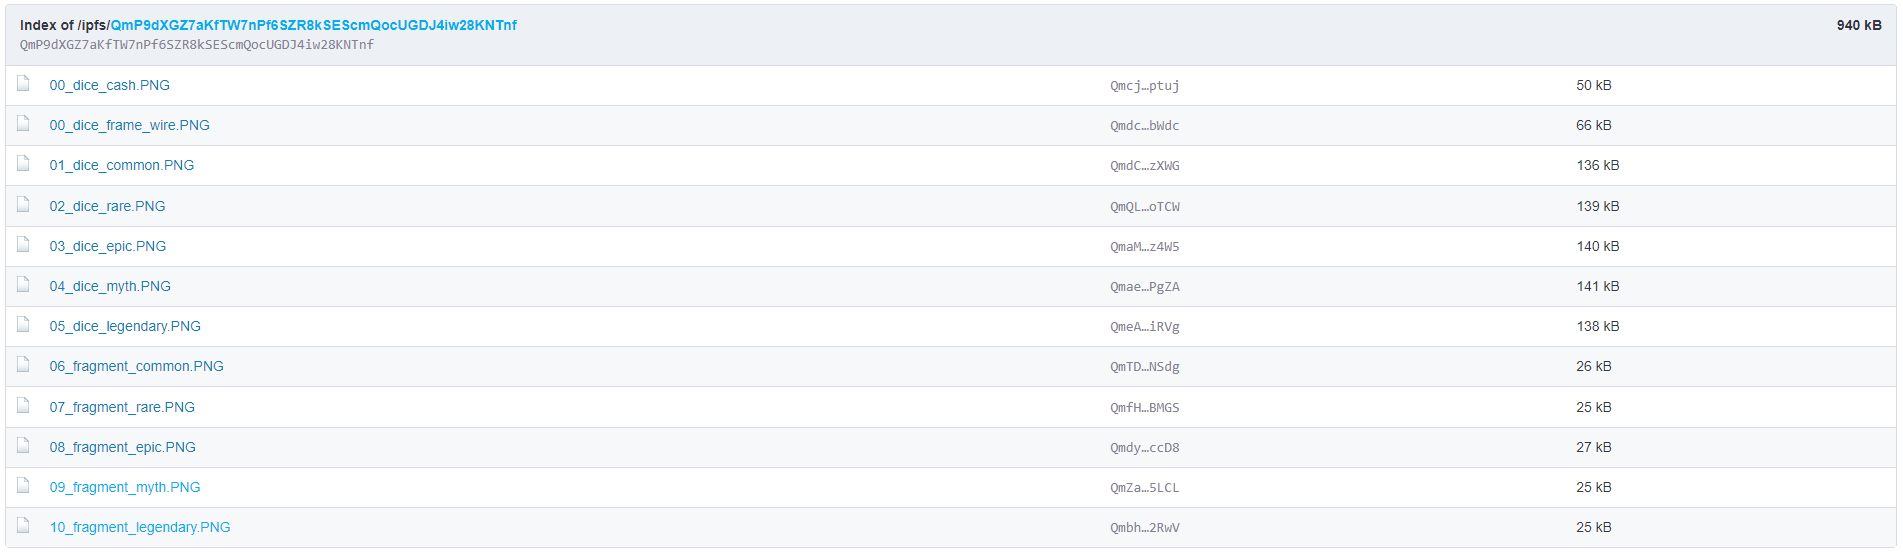 Index of /ipfs/QmP9dXGZ7aKfTW7nPf6SZR8kSEScmQocUGDJ4iw28KNTnf 940 kB
QmP9dXGZ7aKfTW7nPf6SZR8kSEScmQocUGDJ4iw28KNTnf
00_dice_cash.PNG Qmcj…ptuj 50 kB
00_dice_frame_wire.PNG Qmdc…bWdc 66 kB
01_dice_common.PNG QmdC…zXWG 136 kB
02_dice_rare.PNG QmQL…oTCW 139 kB
03_dice_epic.PNG QmaM…z4W5 140 kB
04_dice_myth.PNG Qmae…PgZA 141 kB
05_dice_legendary.PNG QmeA…iRVg 138 kB
06_fragment_common.PNG QmTD…NSdg 26 kB
07_fragment_rare.PNG QmfH…BMGS 25 kB
08_fragment_epic.PNG Qmdy…ccD8 27 kB
09_fragment_myth.PNG QmZa…5LCL 25 kB
10_fragment_legendary.PNG Qmbh…2RwV 25 kB